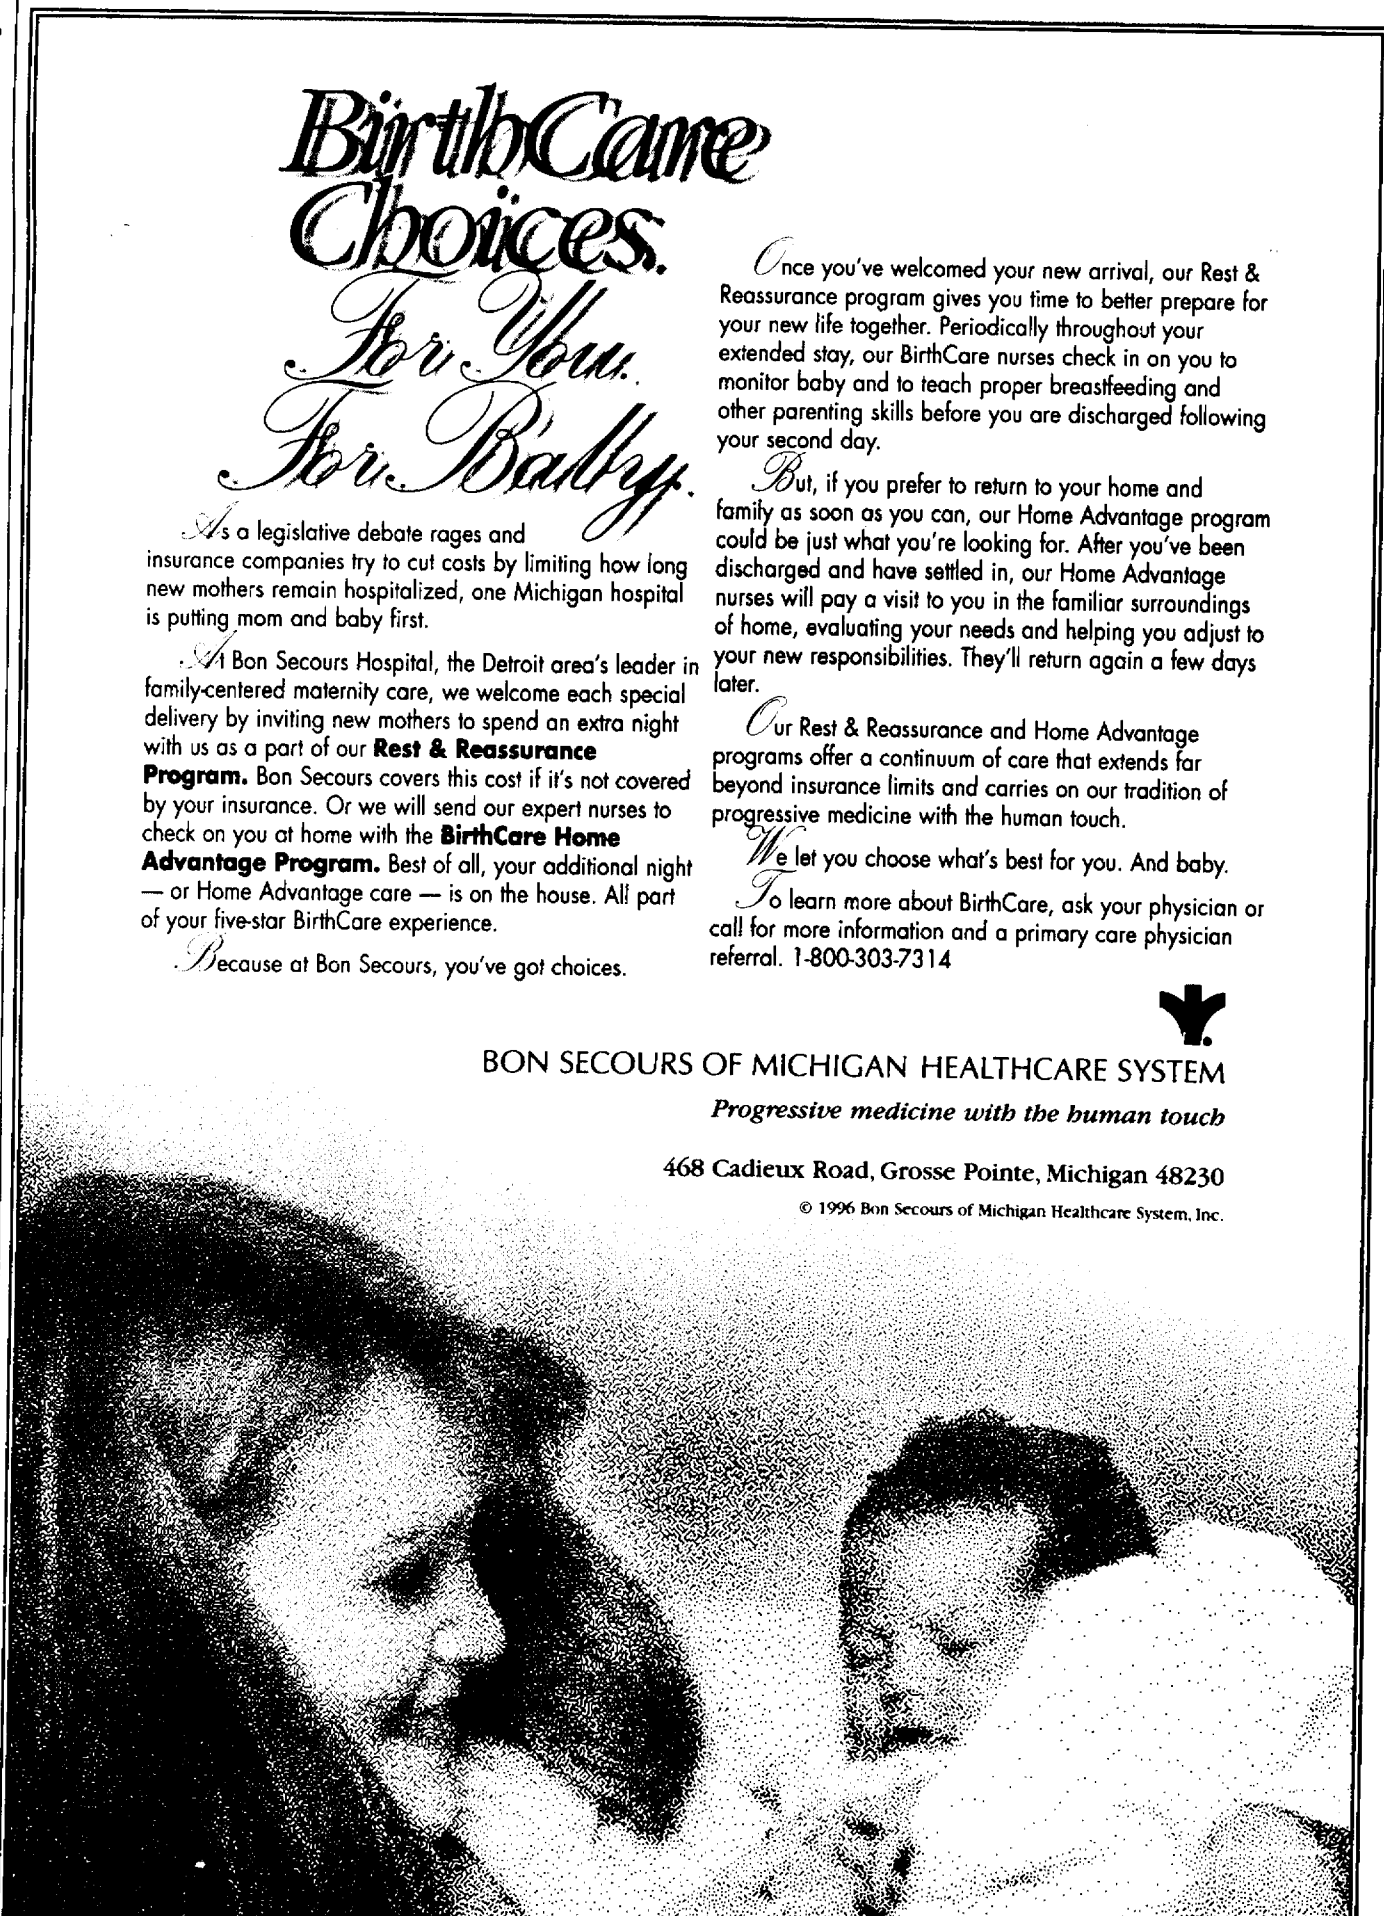 BirthCare
Choices.
For You.
For Baby.
As a legislative debate rages and
insurance companies try to cut costs by limiting how long
new mothers remain hospitalized, one Michigan hospital
is putting mom and baby first.
At Bon Secours Hospital, the Detroit area's leader in
family-centered maternity care, we welcome each special
delivery by inviting new mothers to spend an extra night
with us as a part of our Rest & Reassurance
Program. Bon Secours covers this cost if it's not covered
by your insurance. Or we will send our expert nurses to
check on you at home with the BirthCare Home
Advantage Program. Best of all, your additional night
— or Home Advantage care — is on the house. All part
of your five-star BirthCare experience.
Because at Bon Secours, you've got choices.
Once you've welcomed your new arrival, our Rest &
Reassurance program gives you time to better prepare for
your new life together. Periodically throughout your
extended stay, our BirthCare nurses check in on you to
monitor baby and to teach proper breastfeeding and
other parenting skills before you are discharged following
your second day.
But, if you prefer to return to your home and
family as soon as you can, our Home Advantage program
could be just what you're looking for. After you've been
discharged and have settled in, our Home Advantage
nurses will pay a visit to you in the familiar surroundings
of home, evaluating your needs and helping you adjust to
your new responsibilities. They'll return again a few days
later.
Our Rest & Reassurance and Home Advantage
programs offer a continuum of care that extends far
beyond insurance limits and carries on our tradition of
progressive medicine with the human touch.
We let you choose what's best for you. And baby.
To learn more about BirthCare, ask your physician or
call for more information and a primary care physician
referral. 1-800-303-7314
BON SECOURS OF MICHIGAN HEALTHCARE SYSTEM
Progressive medicine with the human touch
468 Cadieux Road, Grosse Pointe, Michigan 48230
© 1996 Bon Secours of Michigan Healthcare System, Inc.